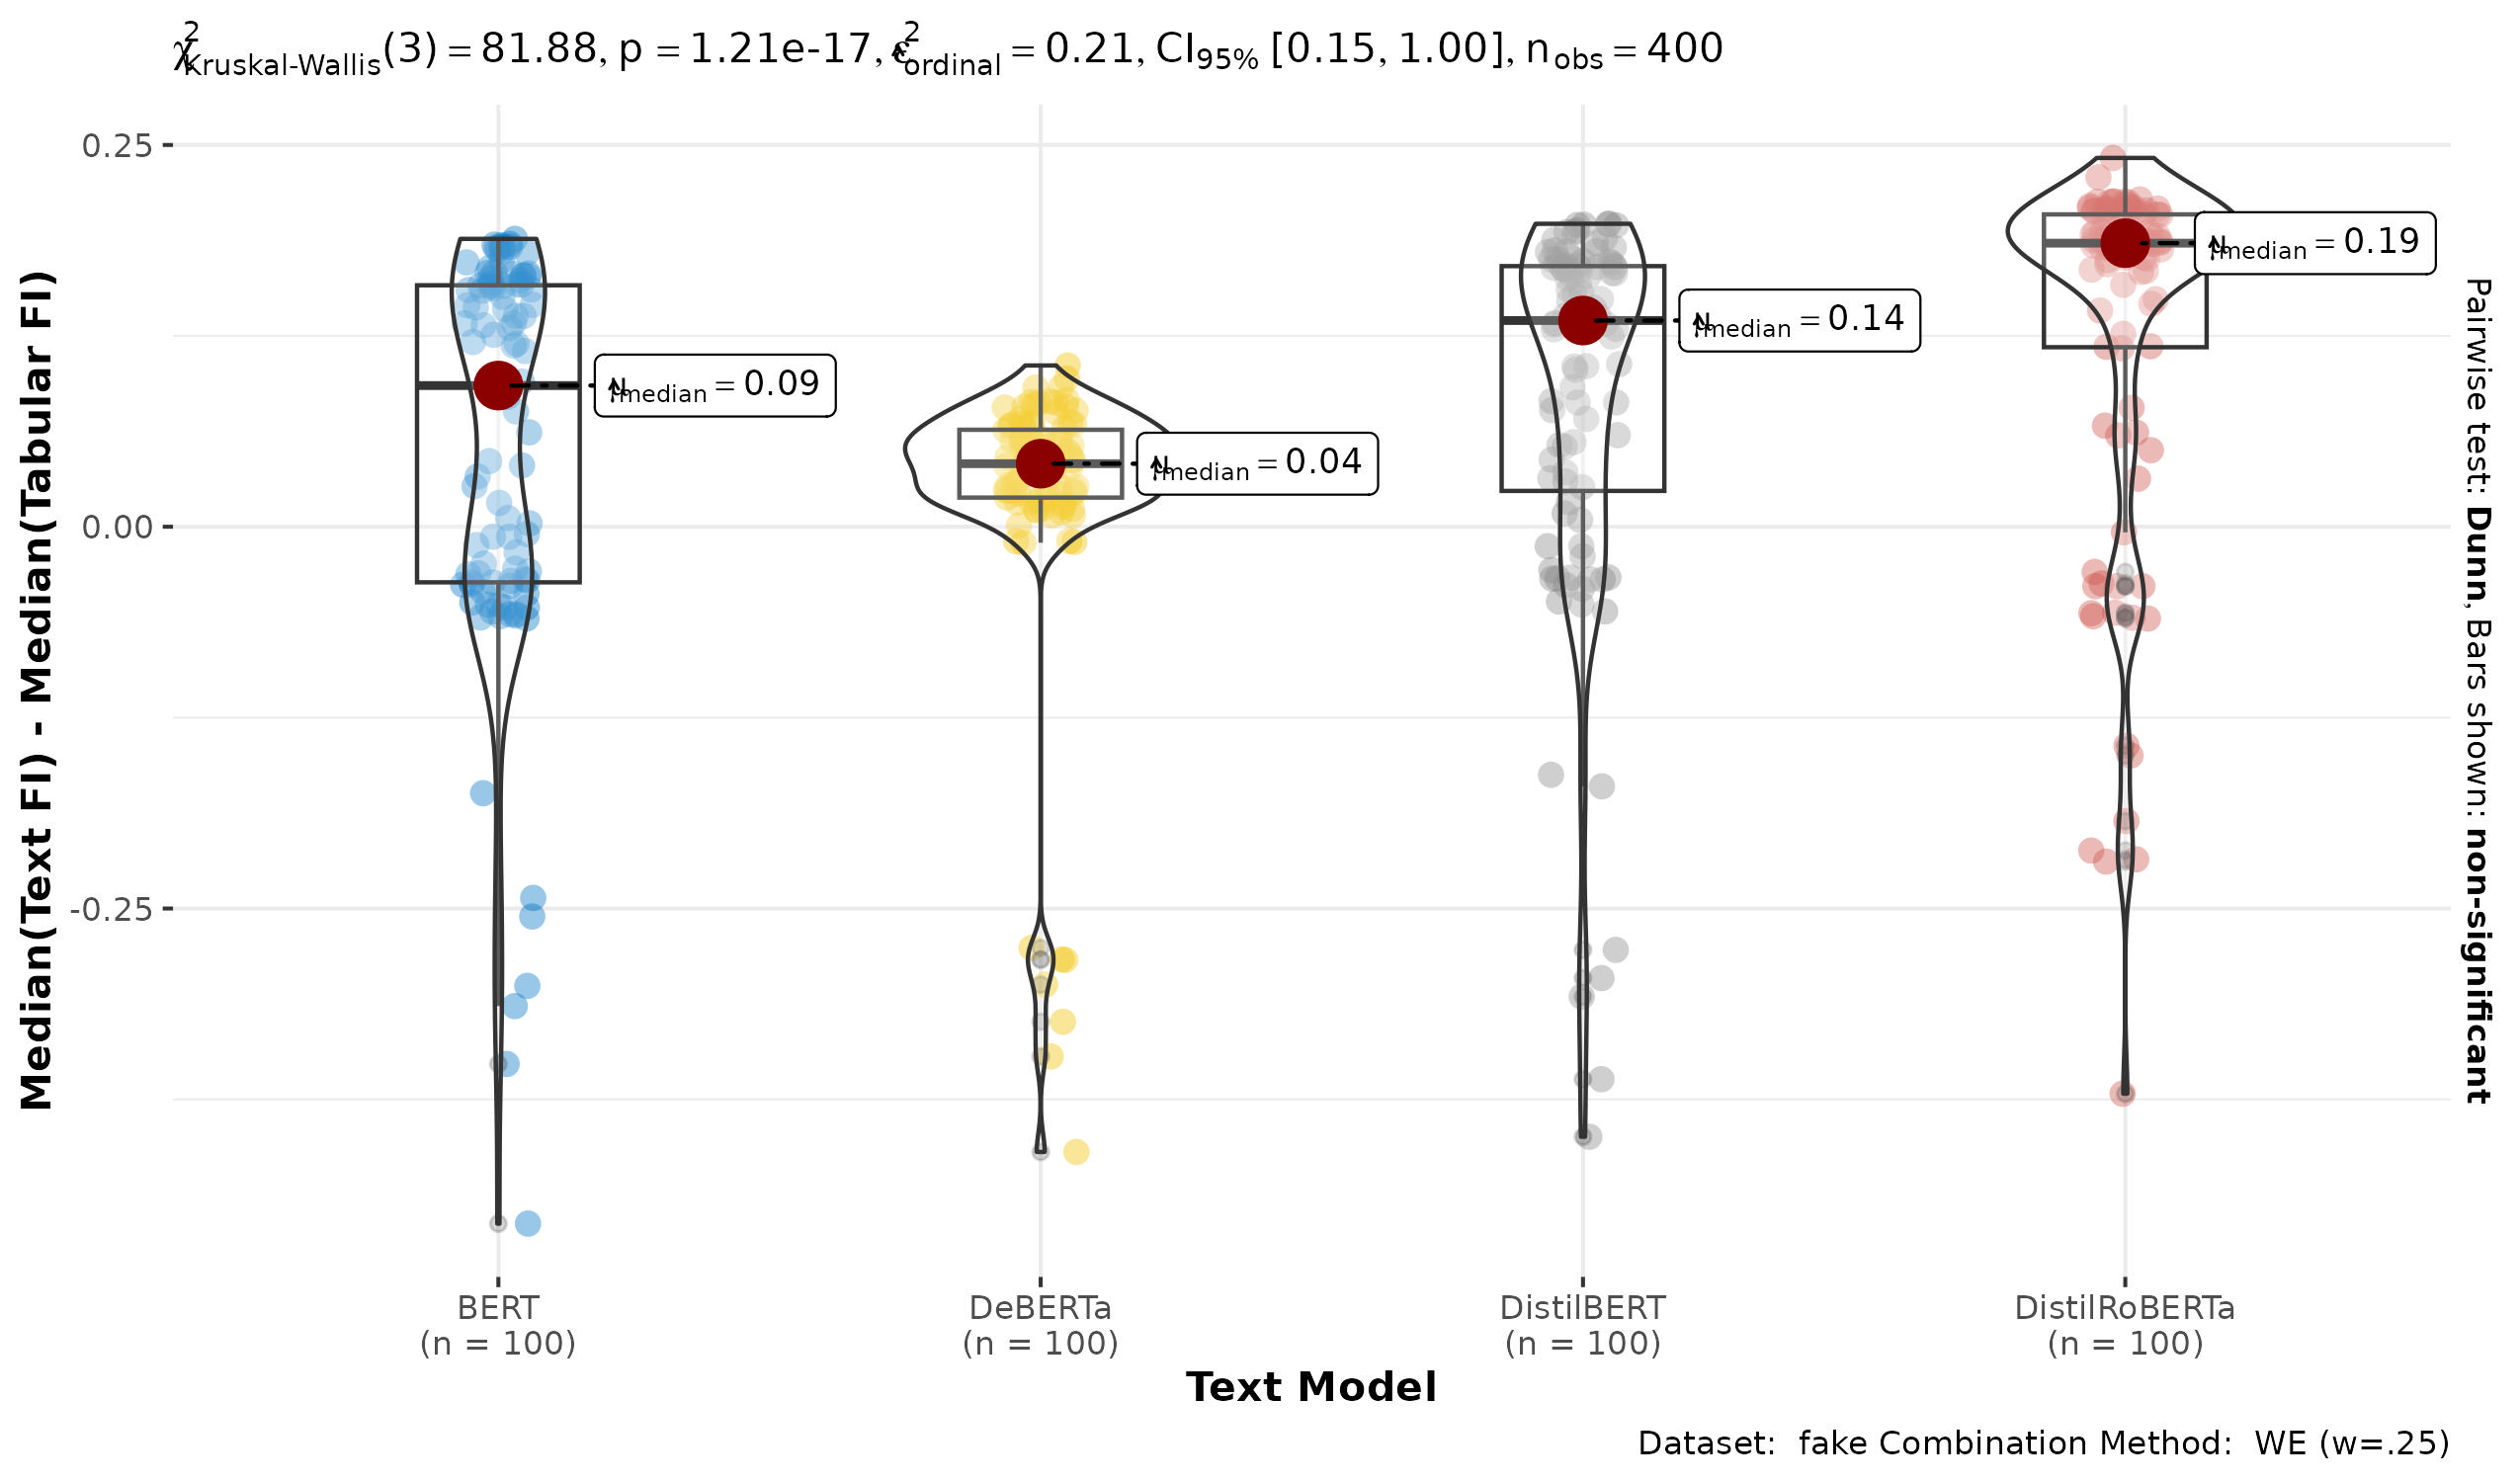 χ²Kruskal-Wallis(3) = 81.88, p = 1.21e-17, ε̂²ordinal = 0.21, CI95% [0.15, 1.00], nobs = 400
Median(Text FI) - Median(Tabular FI)
0.25
0.00
-0.25
μ̂median = 0.09
μ̂median = 0.04
μ̂median = 0.14
μ̂median = 0.19
Pairwise test: Dunn, Bars shown: non-significant
BERT
(n = 100)
DeBERTa
(n = 100)
DistilBERT
(n = 100)
DistilRoBERTa
(n = 100)
Text Model
Dataset:  fake Combination Method:  WE (w=.25)